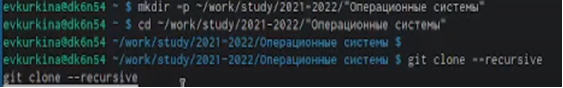 evkurkina@dk6n54 ~ $ mkdir -p ~/work/study/2021-2022/"Операционные системы"
evkurkina@dk6n54 ~ $ cd ~/work/study/2021-2022/"Операционные системы"
evkurkina@dk6n54 ~/work/study/2021-2022/Операционные системы $
evkurkina@dk6n54 ~/work/study/2021-2022/Операционные системы $ git clone --recursive
git clone --recursive